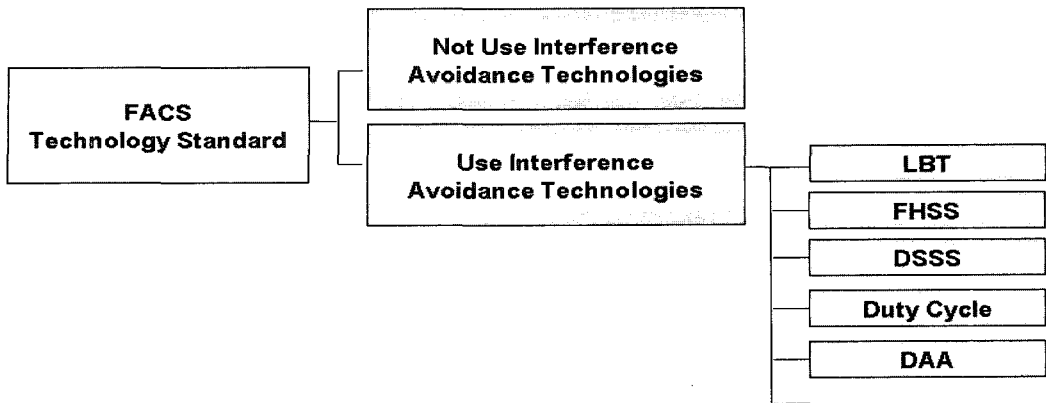 Not Use Interference
Avoidance Technologies
FACS
Technology Standard
Use Interference
Avoidance Technologies
LBT
FHSS
DSSS
Duty Cycle
DAA